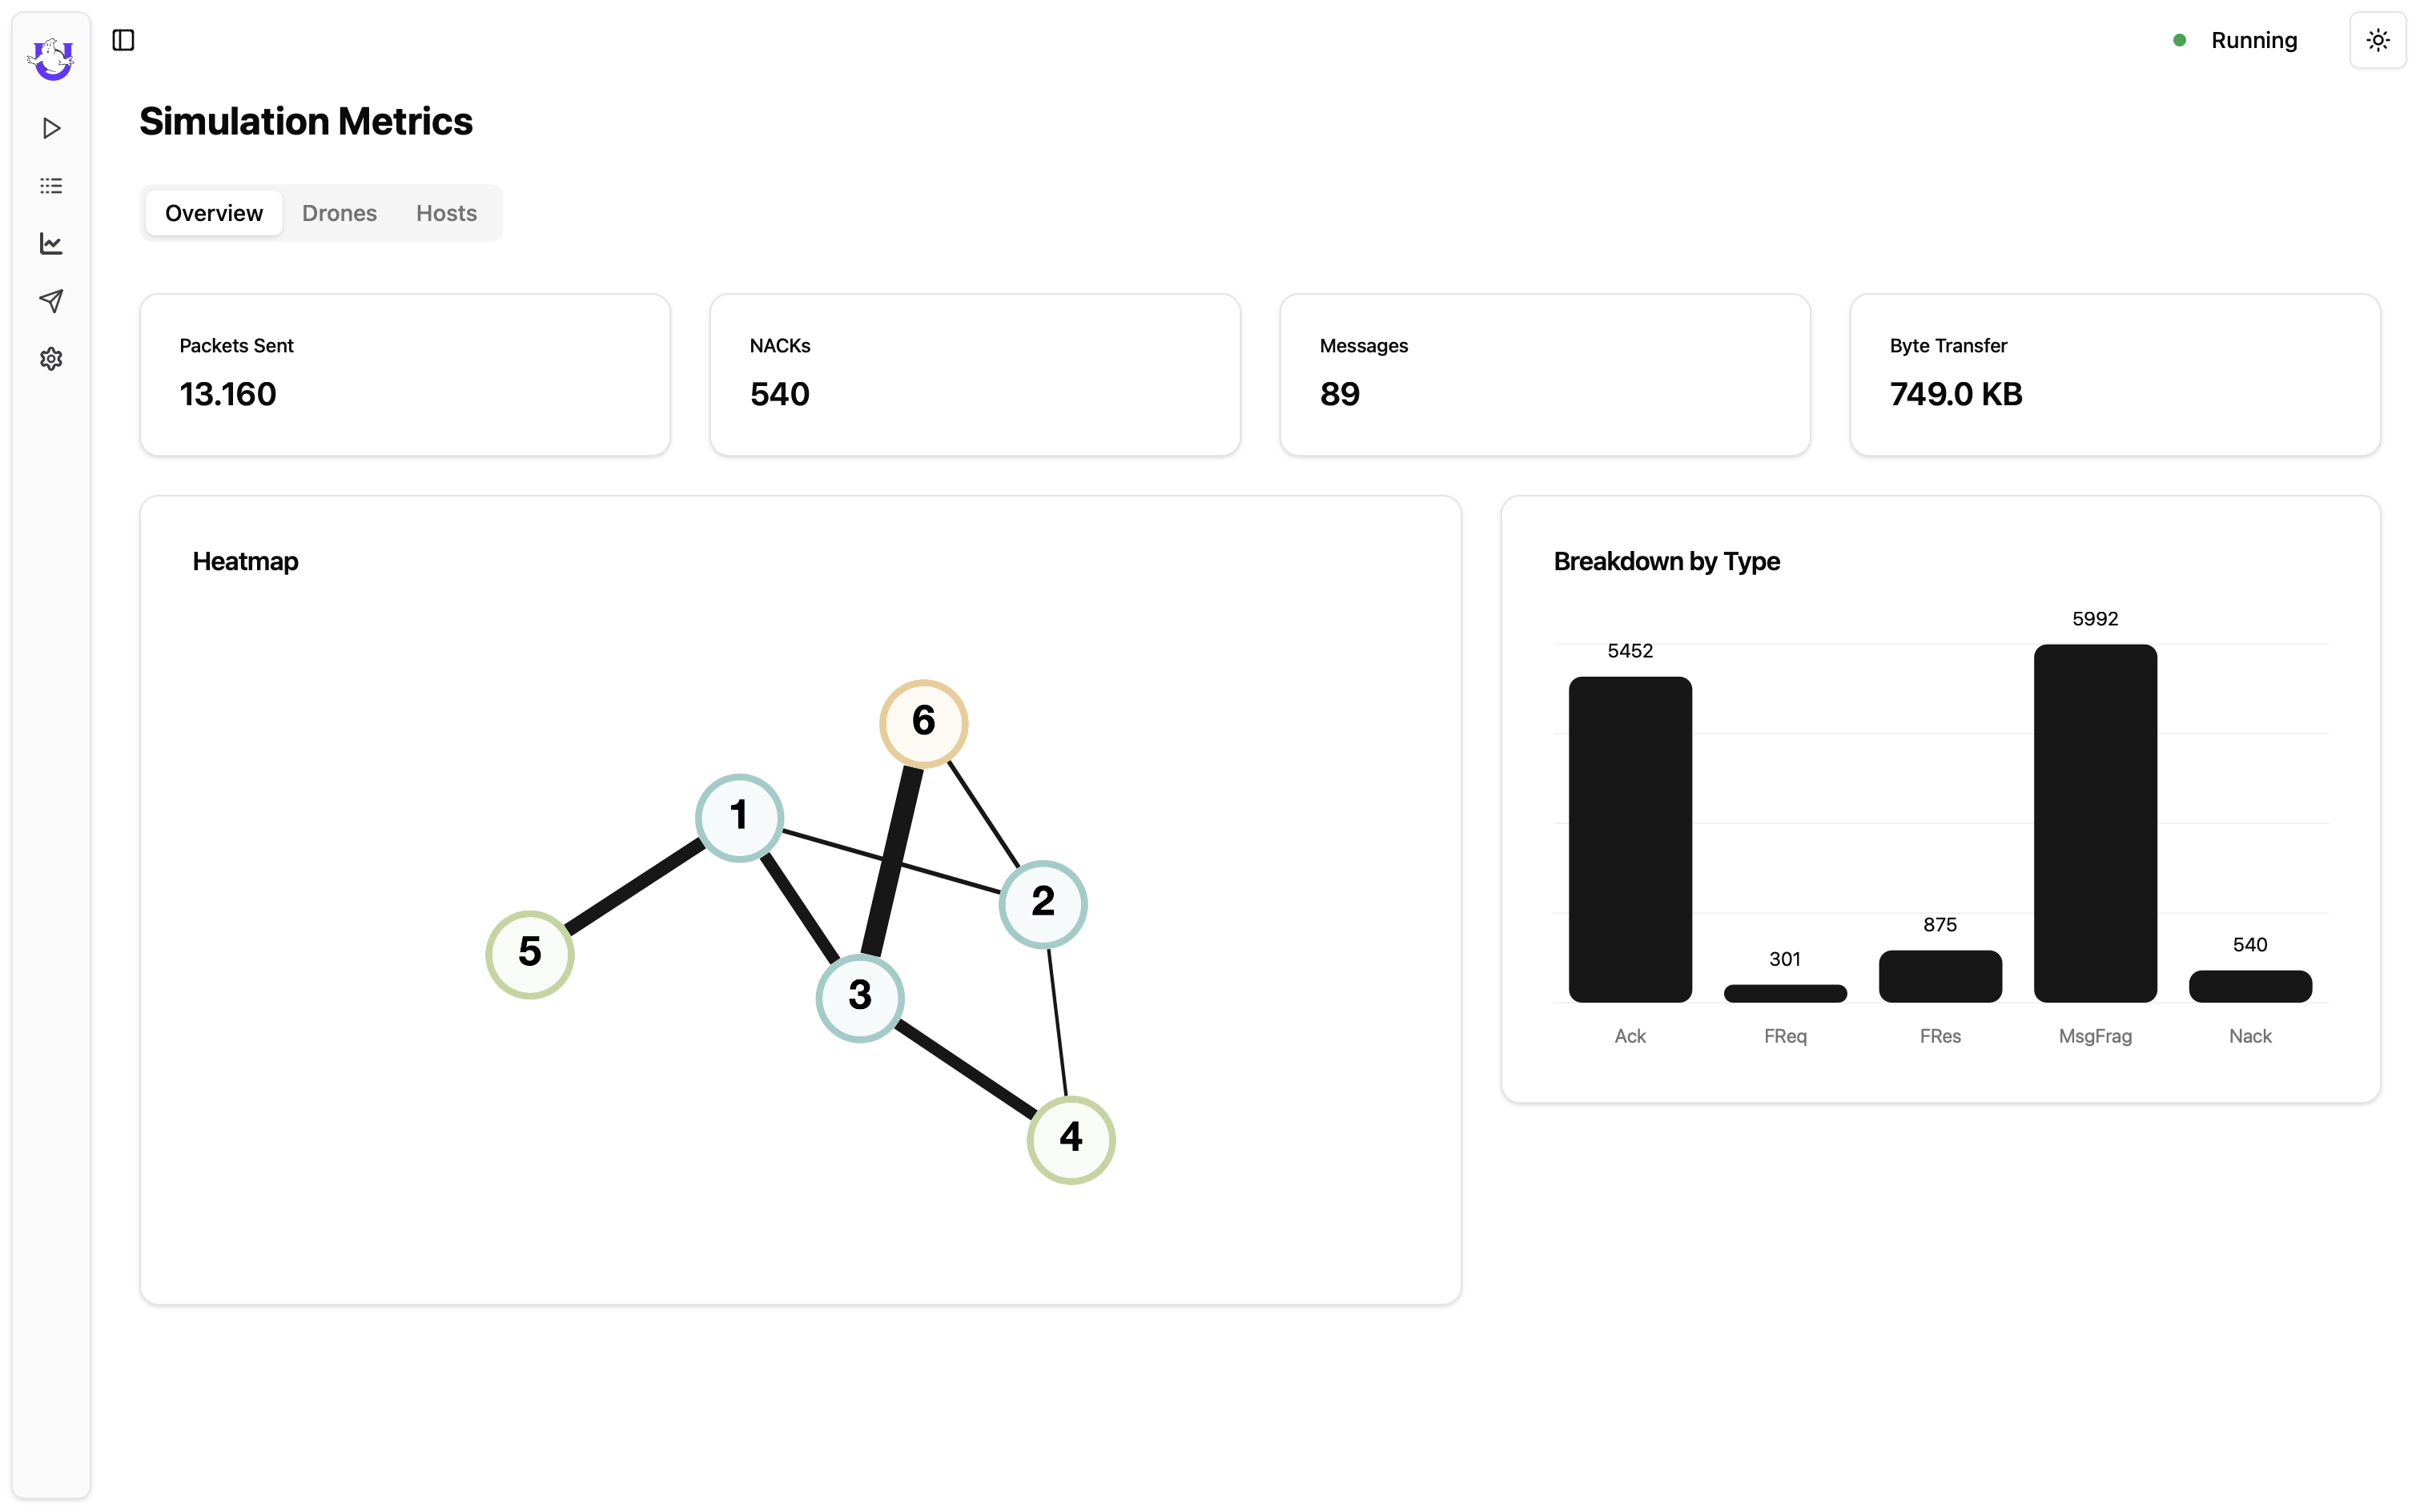 Running
Simulation Metrics
Overview Drones Hosts
Packets Sent
13.160
NACKs
540
Messages
89
Byte Transfer
749.0 KB
Heatmap
6
1
2
5
3
4
Breakdown by Type
5992
5452
875
540
301
Ack FReq FRes MsgFrag Nack